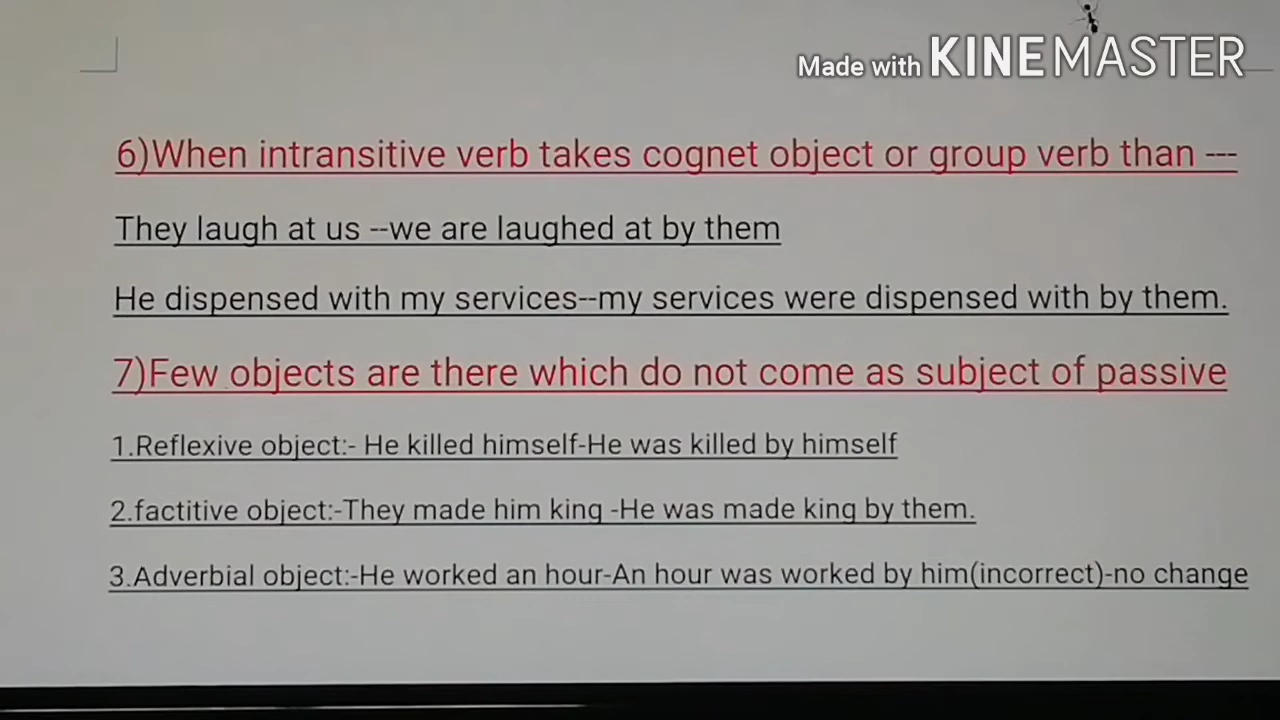 Made with KINEMASTER
6)When intransitive verb takes cognet object or group verb than ---
They laugh at us --we are laughed at by them
He dispensed with my services--my services were dispensed with by them.
7)Few objects are there which do not come as subject of passive
1.Reflexive object:- He killed himself-He was killed by himself
2.factitive object:-They made him king -He was made king by them.
3.Adverbial object:-He worked an hour-An hour was worked by him(incorrect)-no change